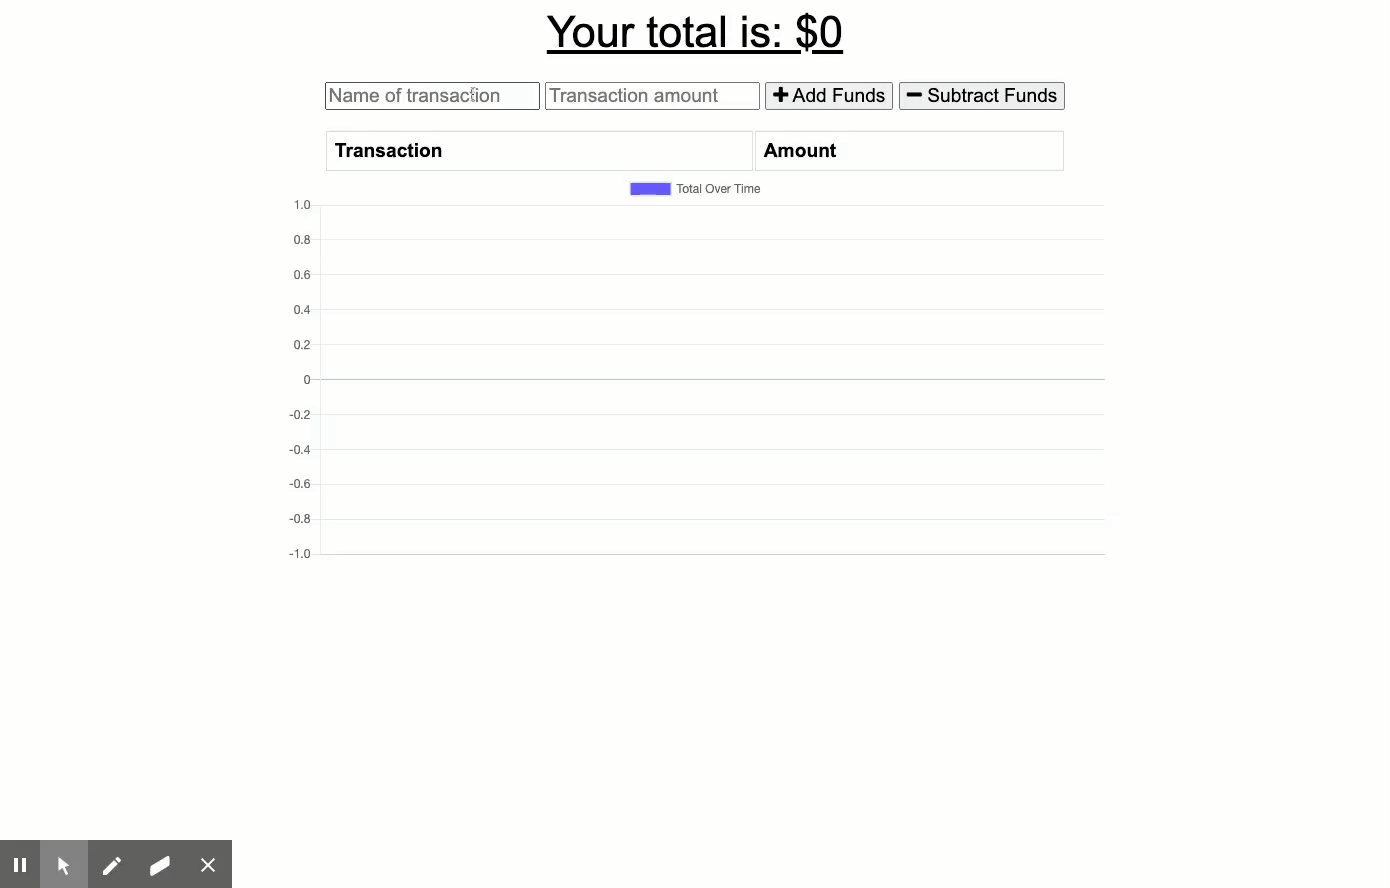 Your total is: $0
Name of transaction Transaction amount Add Funds Subtract Funds
Transaction Amount
Total Over Time
1.0
0.8
0.6
0.4
0.2
0
-0.2
-0.4
-0.6
-0.8
-1.0